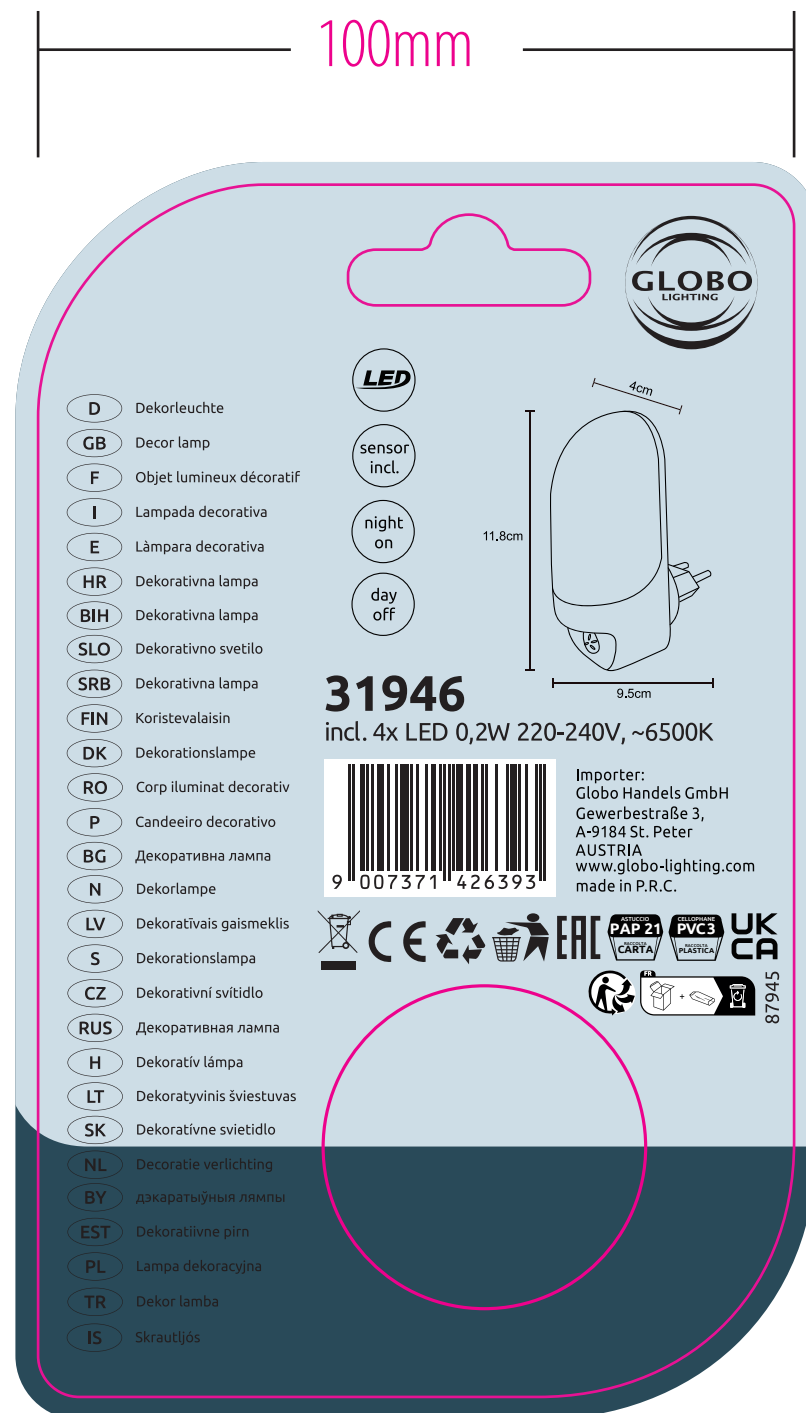 100mm
GLOBO
LIGHTING
LED
sensor
incl.
night
on
day
off
4cm
11.8cm
9.5cm
D Dekorleuchte
GB Decor lamp
F Objet lumineux décoratif
I Lampada decorativa
E Làmpara decorativa
HR Dekorativna lampa
BIH Dekorativna lampa
SLO Dekorativno svetilo
SRB Dekorativna lampa
FIN Koristevalaisin
DK Dekorationslampe
RO Corp iluminat decorativ
P Candeeiro decorativo
BG Декоративна лампа
N Dekorlampe
LV Dekoratīvais gaismeklis
S Dekorationslampa
CZ Dekorativní svítidlo
RUS Декоративная лампа
H Dekoratív lámpa
LT Dekoratyvinis šviestuvas
SK Dekoratívne svietidlo
NL Decoratie verlichting
BY дэкаратыўныя лямпы
EST Dekoratiivne pirn
PL Lampa dekoracyjna
TR Dekor lamba
IS Skrautljós
31946
incl. 4x LED 0,2W 220-240V, ~6500K
9 007371 426393
Importer:
Globo Handels GmbH
Gewerbestraße 3,
A-9184 St. Peter
AUSTRIA
www.globo-lighting.com
made in P.R.C.
CE
EAC
ASTUCCIO
PAP 21
RACCOLTA
CARTA
CELLOPHANE
PVC3
RACCOLTA
PLASTICA
UK
CA
FR
+
87945